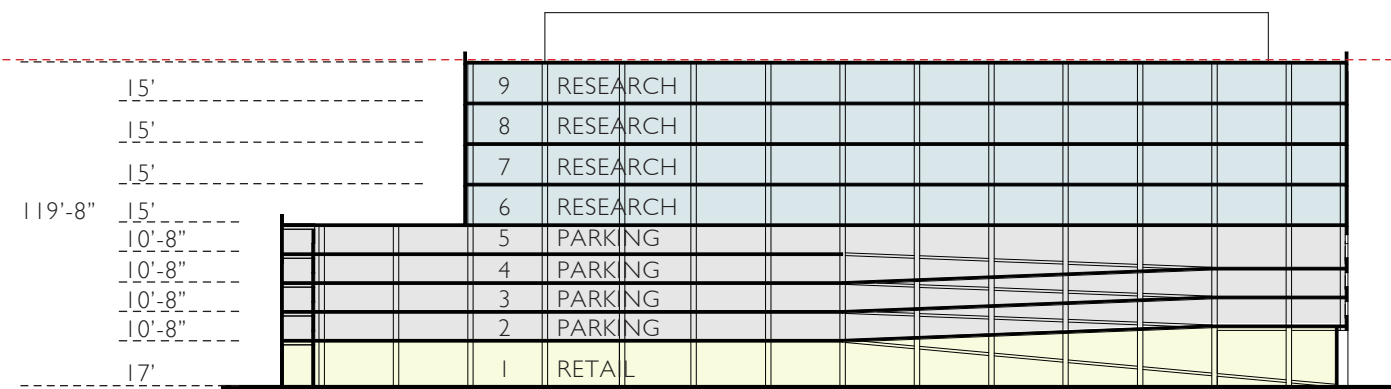 15’ 9 RESEARCH
15’ 8 RESEARCH
15’ 7 RESEARCH
119’-8” 15’ 6 RESEARCH
10’-8” 5 PARKING
10’-8” 4 PARKING
10’-8” 3 PARKING
10’-8” 2 PARKING
17’ 1 RETAIL